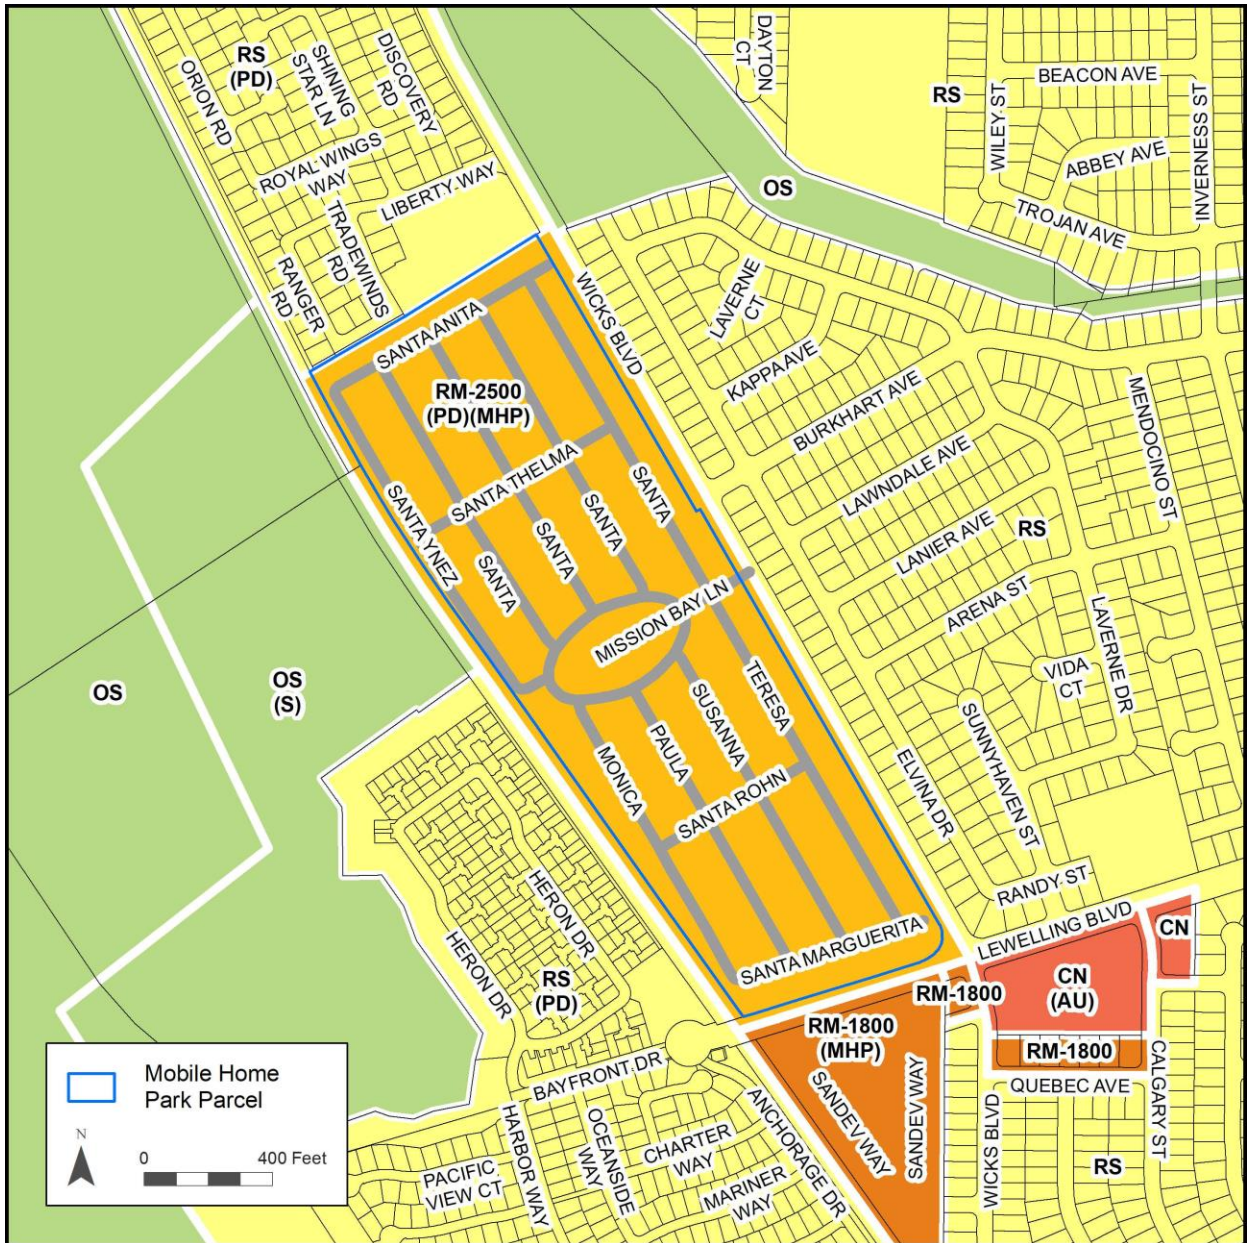 RS
(PD)
ORION RD
SHINING
STAR LN
DISCOVERY
RD
ROYAL WINGS
WAY
LIBERTY WAY
TRADEWINDS
RD
RANGER
RD
DAYTON
CT
RS
WILEY ST
BEACON AVE
ABBEY AVE
INVERNESS ST
TROJAN AVE
OS
WICKS BLVD
LAVERNE
CT
KAPPA AVE
BURKHART AVE
LAWNDALE AVE
LANIER AVE
RS
MENDOCINO ST
ARENA ST
LAVERNE DR
VIDA
CT
SUNNYHAVEN ST
ELVINA DR
RANDY ST
SANTA ANITA
RM-2500
(PD)(MHP)
SANTA THELMA
SANTA YNEZ
SANTA
SANTA
SANTA
SANTA
MISSION BAY LN
MONICA
PAULA
SUSANNA
TERESA
SANTA ROHN
SANTA MARGUERITA
OS
OS
(S)
HERON DR
HERON DR
RS
(PD)
LEWELLING BLVD
CN
CN
(AU)
RM-1800
RM-1800
(MHP)
RM-1800
QUEBEC AVE
CALGARY ST
SANDEV WAY
SANDEV WAY
WICKS BLVD
RS
BAYFRONT DR
ANCHORAGE DR
HARBOR WAY
OCEANSIDE
WAY
CHARTER
WAY
MARINER
WAY
PACIFIC
VIEW CT
Mobile Home
Park Parcel
N
0 400 Feet